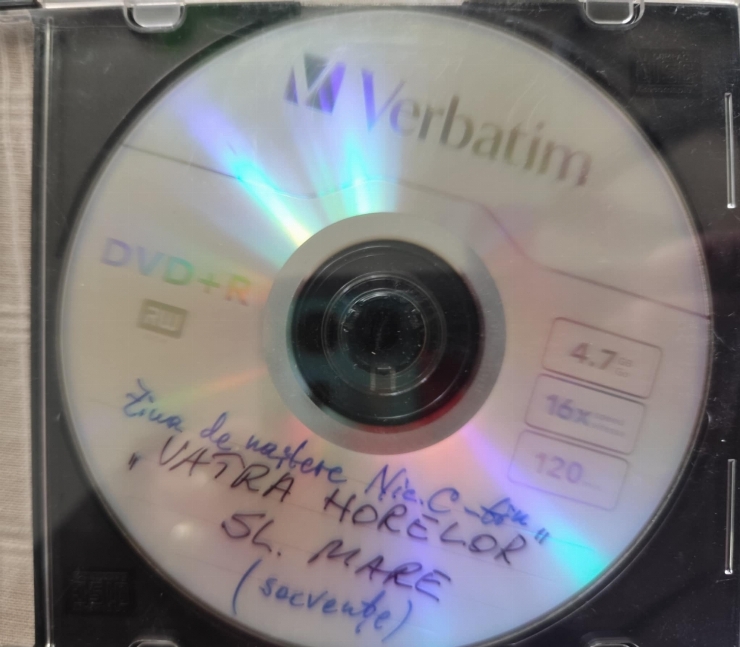 Verbatim
DVD+R
4.7
16x
120
Ziua de naștere Nic. C-tin
„VATRA HORELOR"
SL. MARE
(secvențe)